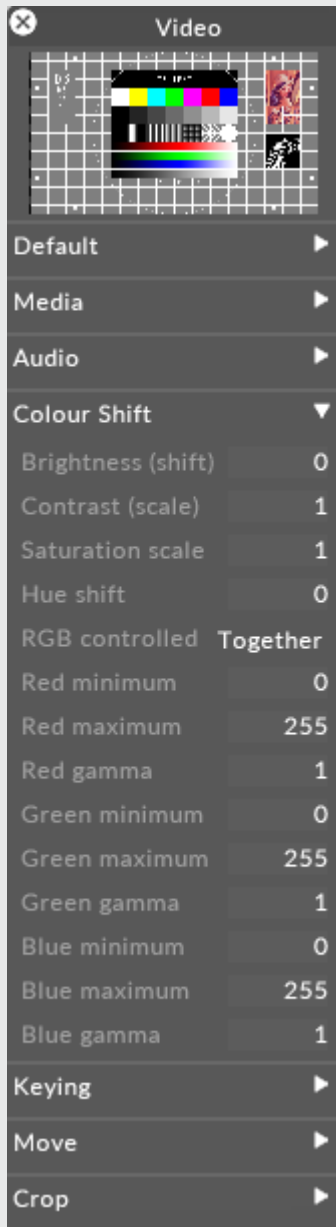 Video
Default
Media
Audio
Colour Shift
Brightness (shift) 0
Contrast (scale) 1
Saturation scale 1
Hue shift 0
RGB controlled Together
Red minimum 0
Red maximum 255
Red gamma 1
Green minimum 0
Green maximum 255
Green gamma 1
Blue minimum 0
Blue maximum 255
Blue gamma 1
Keying
Move
Crop